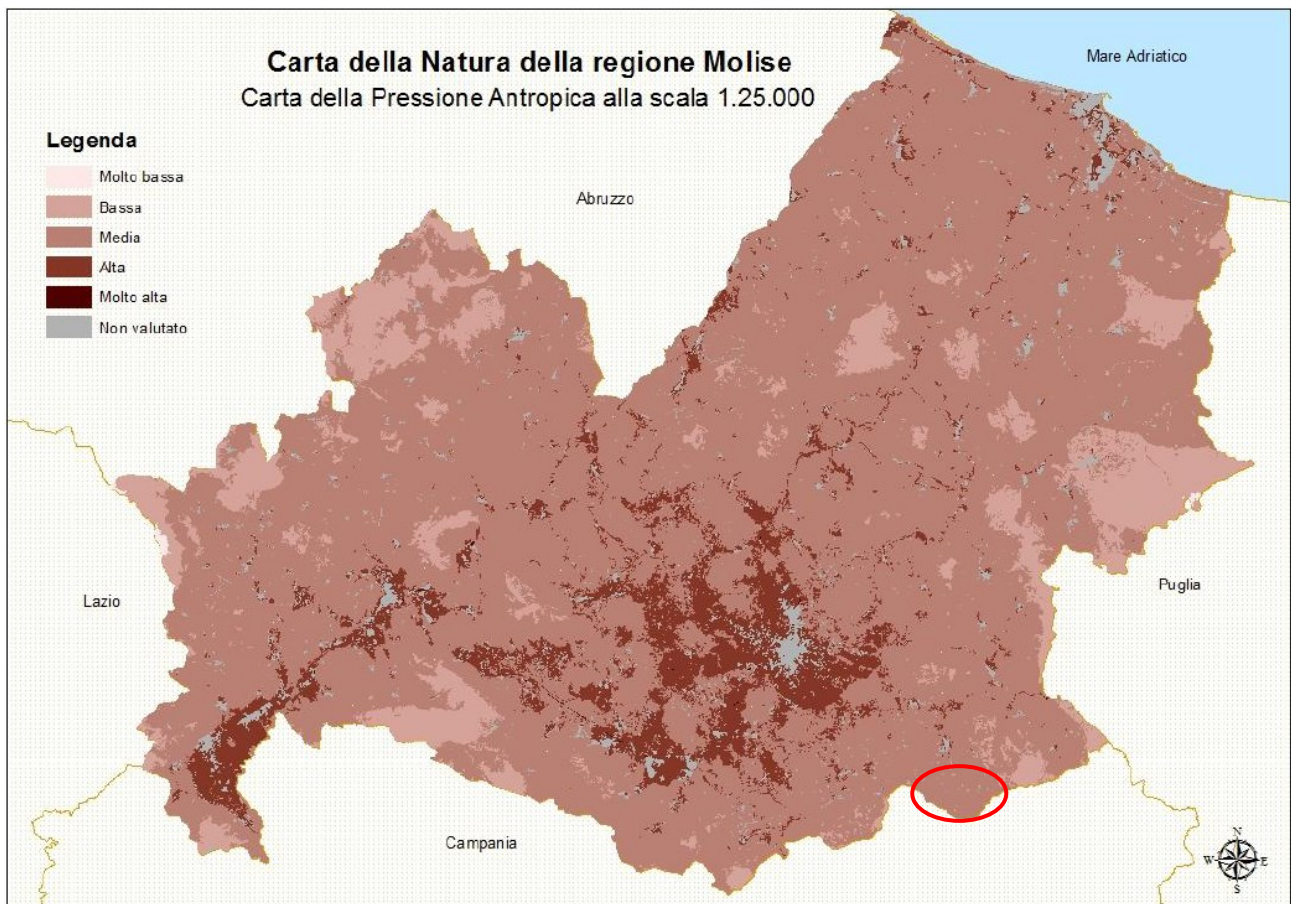 Carta della Natura della regione Molise
Carta della Pressione Antropica alla scala 1:25.000
Mare Adriatico
Legenda
Molto bassa
Bassa
Media
Alta
Molto alta
Non valutato
Abruzzo
Lazio
Puglia
Campania
N
W
E
S